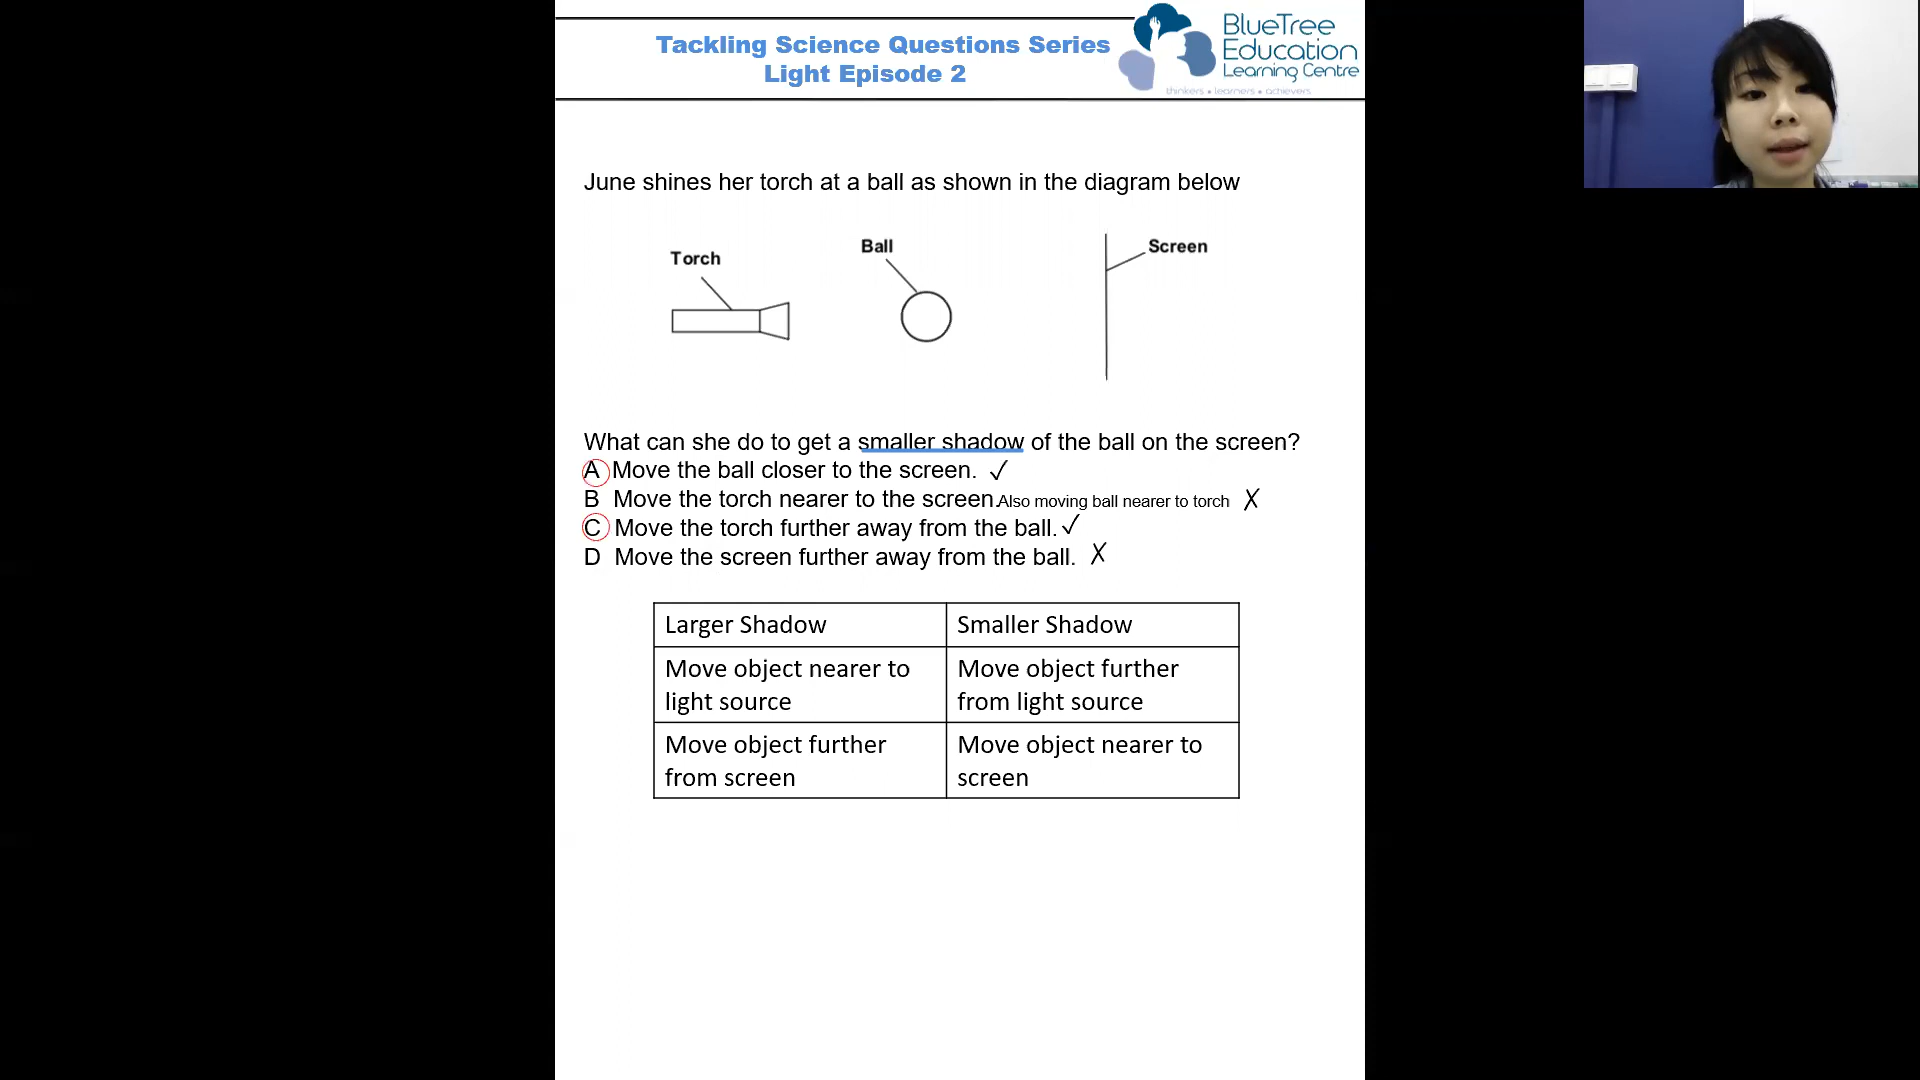 Tackling Science Questions Series
Light Episode 2
BlueTree
Education
Learning Centre
thinkers • learners • achievers
June shines her torch at a ball as shown in the diagram below
Torch
Ball
Screen
What can she do to get a smaller shadow of the ball on the screen?
A Move the ball closer to the screen. ✓
B Move the torch nearer to the screen. Also moving ball nearer to torch X
C Move the torch further away from the ball. ✓
D Move the screen further away from the ball. X
Larger Shadow
Smaller Shadow
Move object nearer to
light source
Move object further
from light source
Move object further
from screen
Move object nearer to
screen